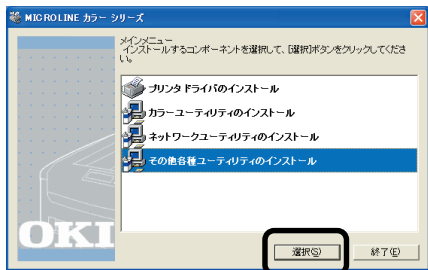 MICROLINE カラー シリーズ
メインメニュー
インストールするコンポーネントを選択して、[選択]ボタンをクリックしてくださ
い。
プリンタドライバのインストール
カラーユーティリティのインストール
ネットワークユーティリティのインストール
その他各種ユーティリティのインストール
OKI
選択(S) 終了(E)